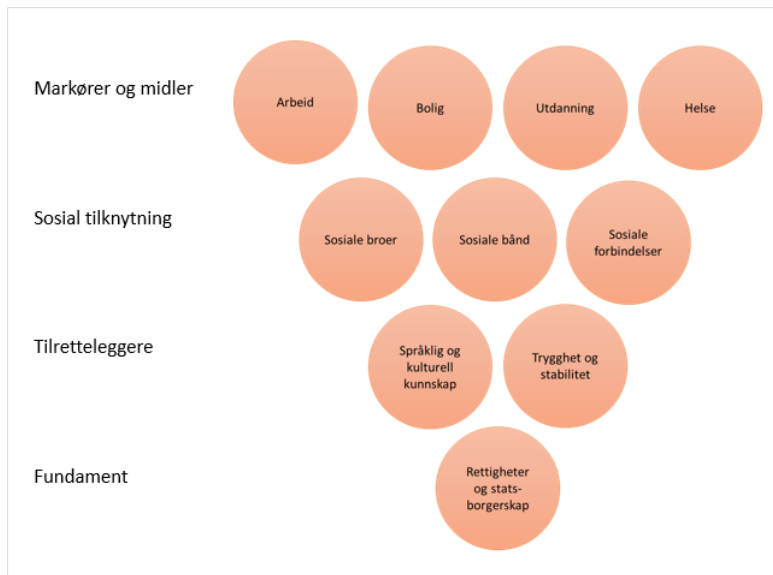 Markører og midler
Arbeid
Bolig
Utdanning
Helse
Sosial tilknytning
Sosiale broer
Sosiale bånd
Sosiale
forbindelser
Tilretteleggere
Språklig og
kulturell
kunnskap
Trygghet og
stabilitet
Fundament
Rettigheter
og stats-
borgerskap